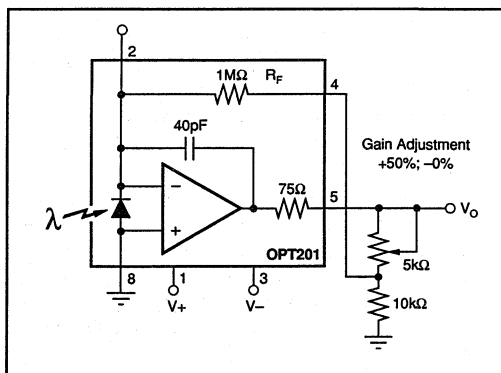 2
1MΩ R_F
4
40pF
Gain Adjustment
+50%; –0%
λ
–
+
75Ω
5
V_O
OPT201
5kΩ
8
1
3
V+
V–
10kΩ